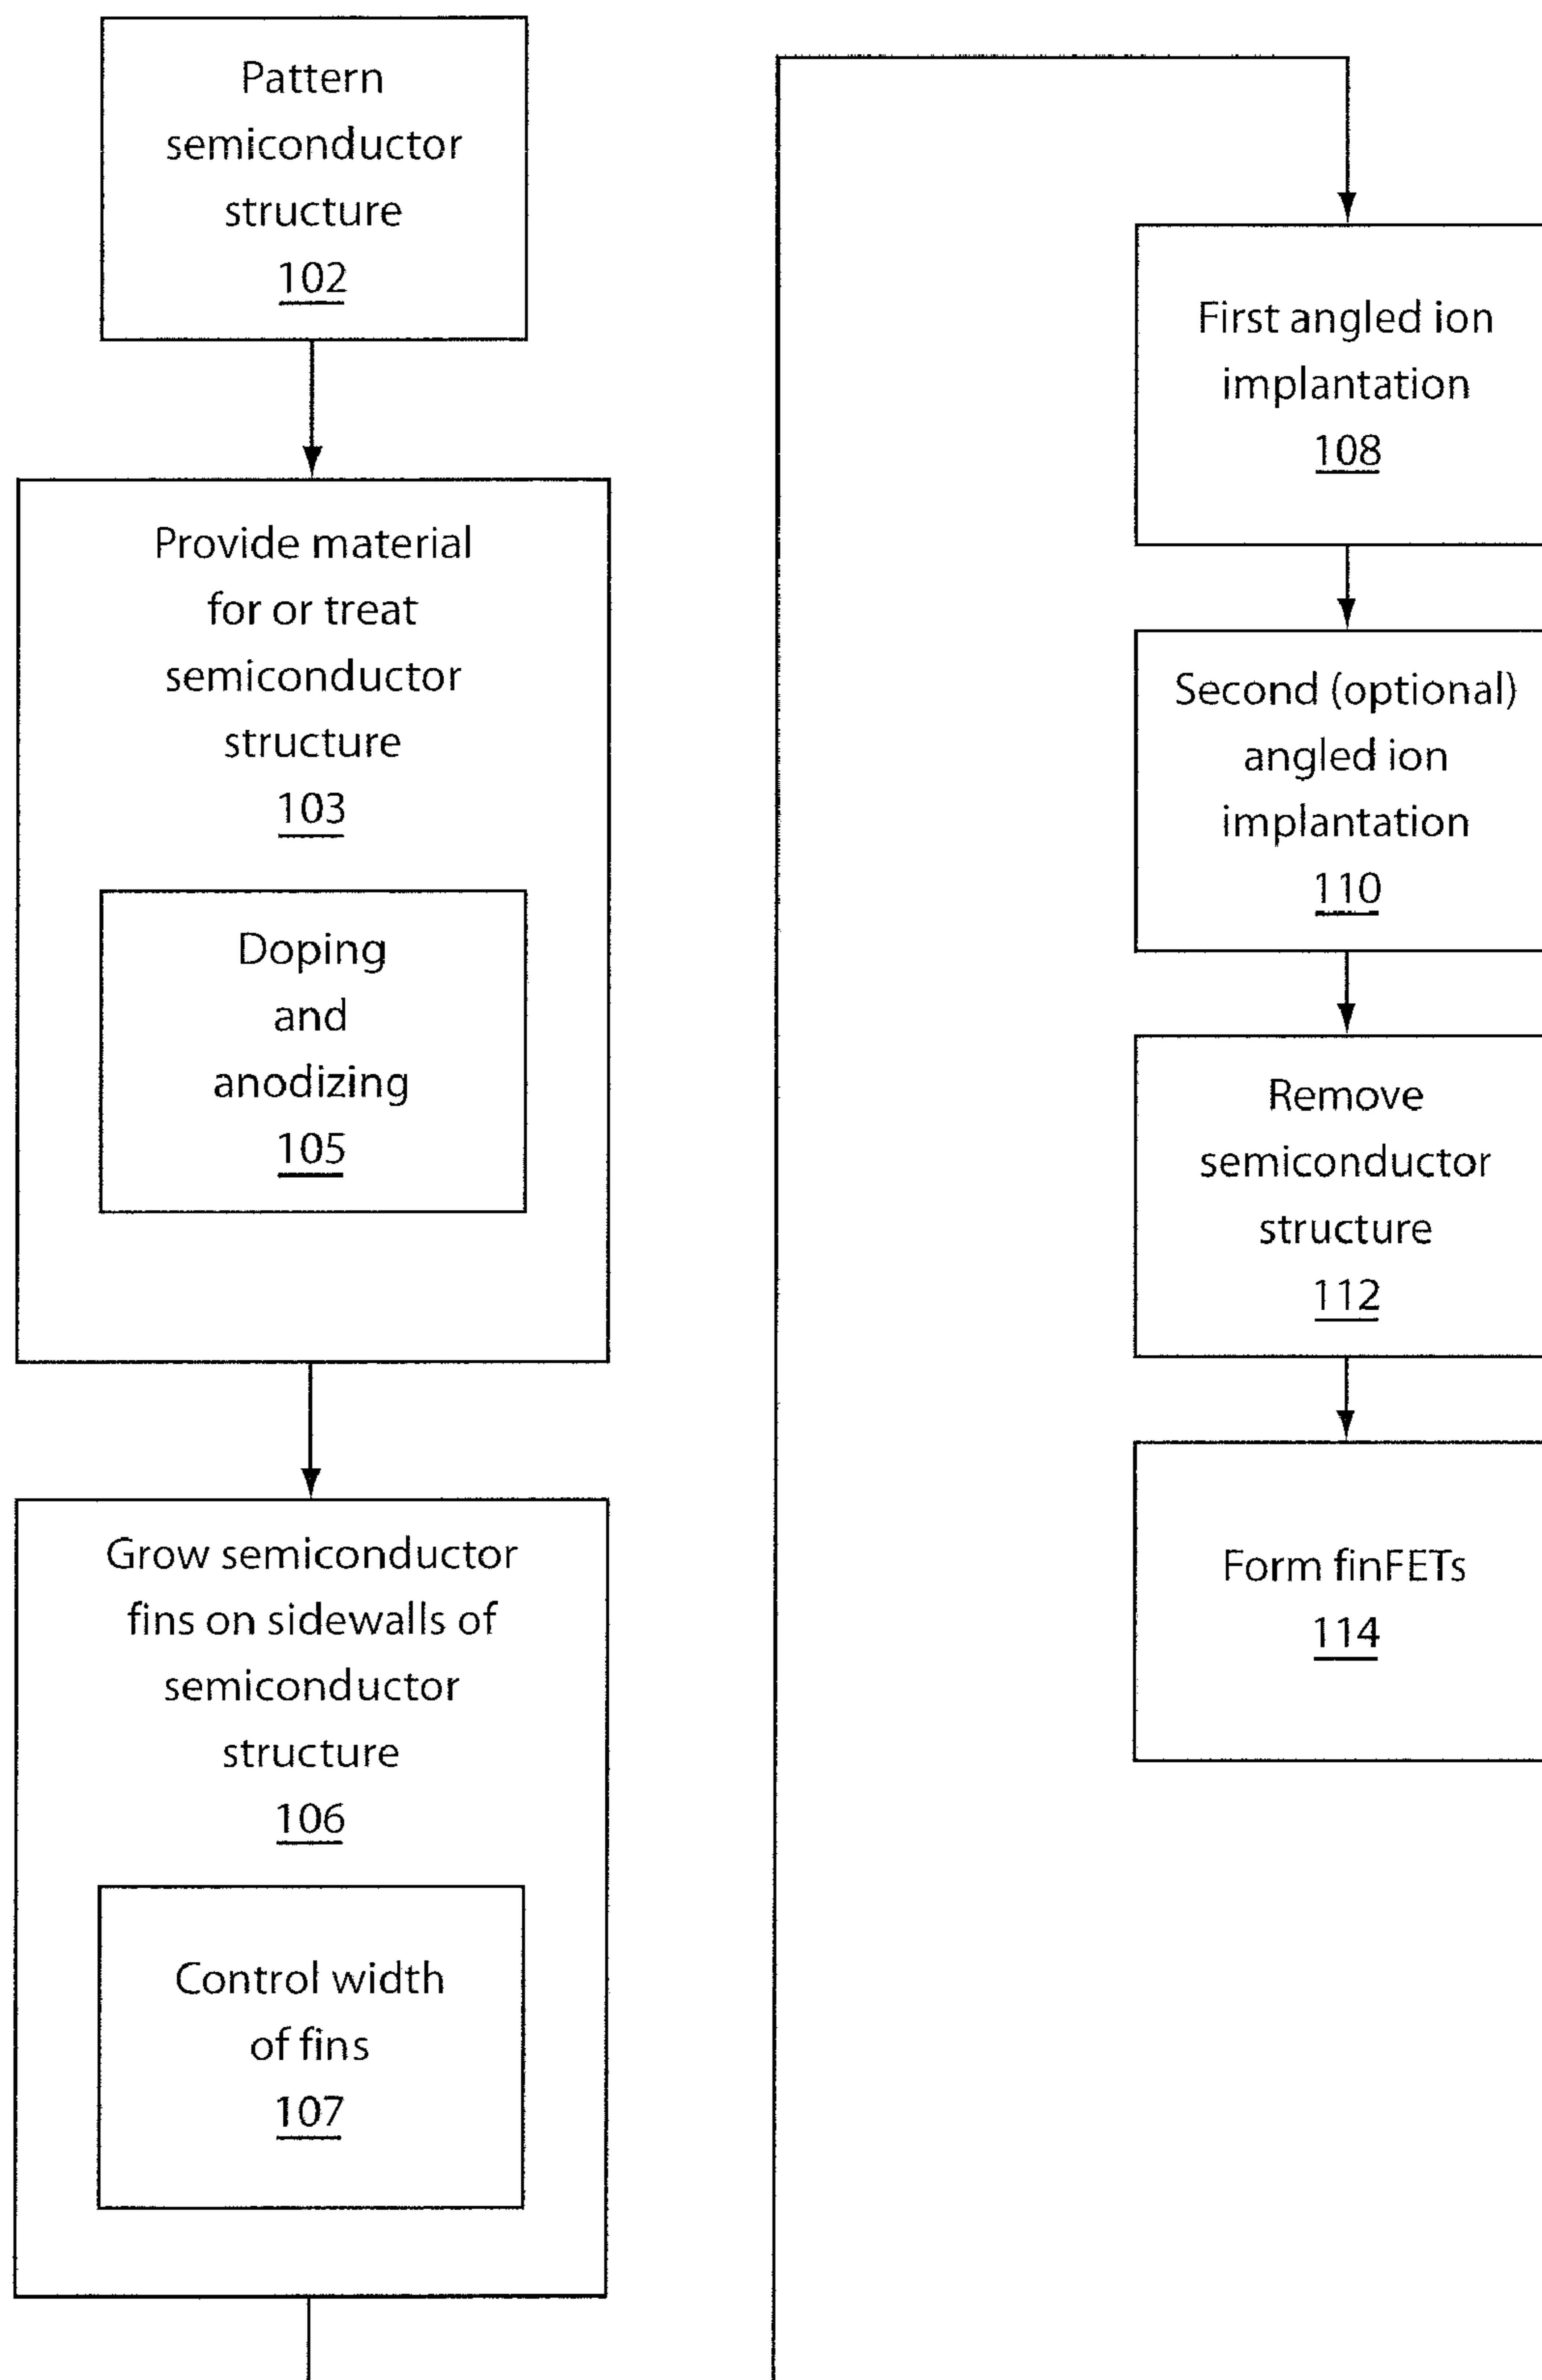 Pattern
semiconductor
structure
102
Provide material
for or treat
semiconductor
structure
103
Doping
and
anodizing
105
Grow semiconductor
fins on sidewalls of
semiconductor
structure
106
Control width
of fins
107
First angled ion
implantation
108
Second (optional)
angled ion
implantation
110
Remove
semiconductor
structure
112
Form finFETs
114